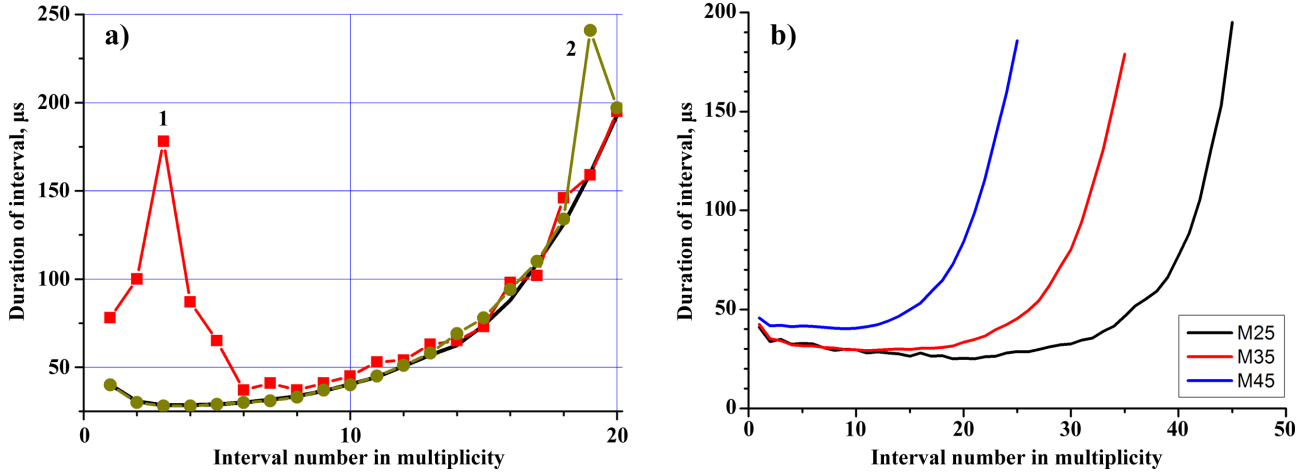 a)
Duration of interval, µs
250
200
150
100
50
0
10
20
1
2
Interval number in multiplicity
b)
Duration of interval, µs
200
150
100
50
0
0
10
20
30
40
50
M25
M35
M45
Interval number in multiplicity